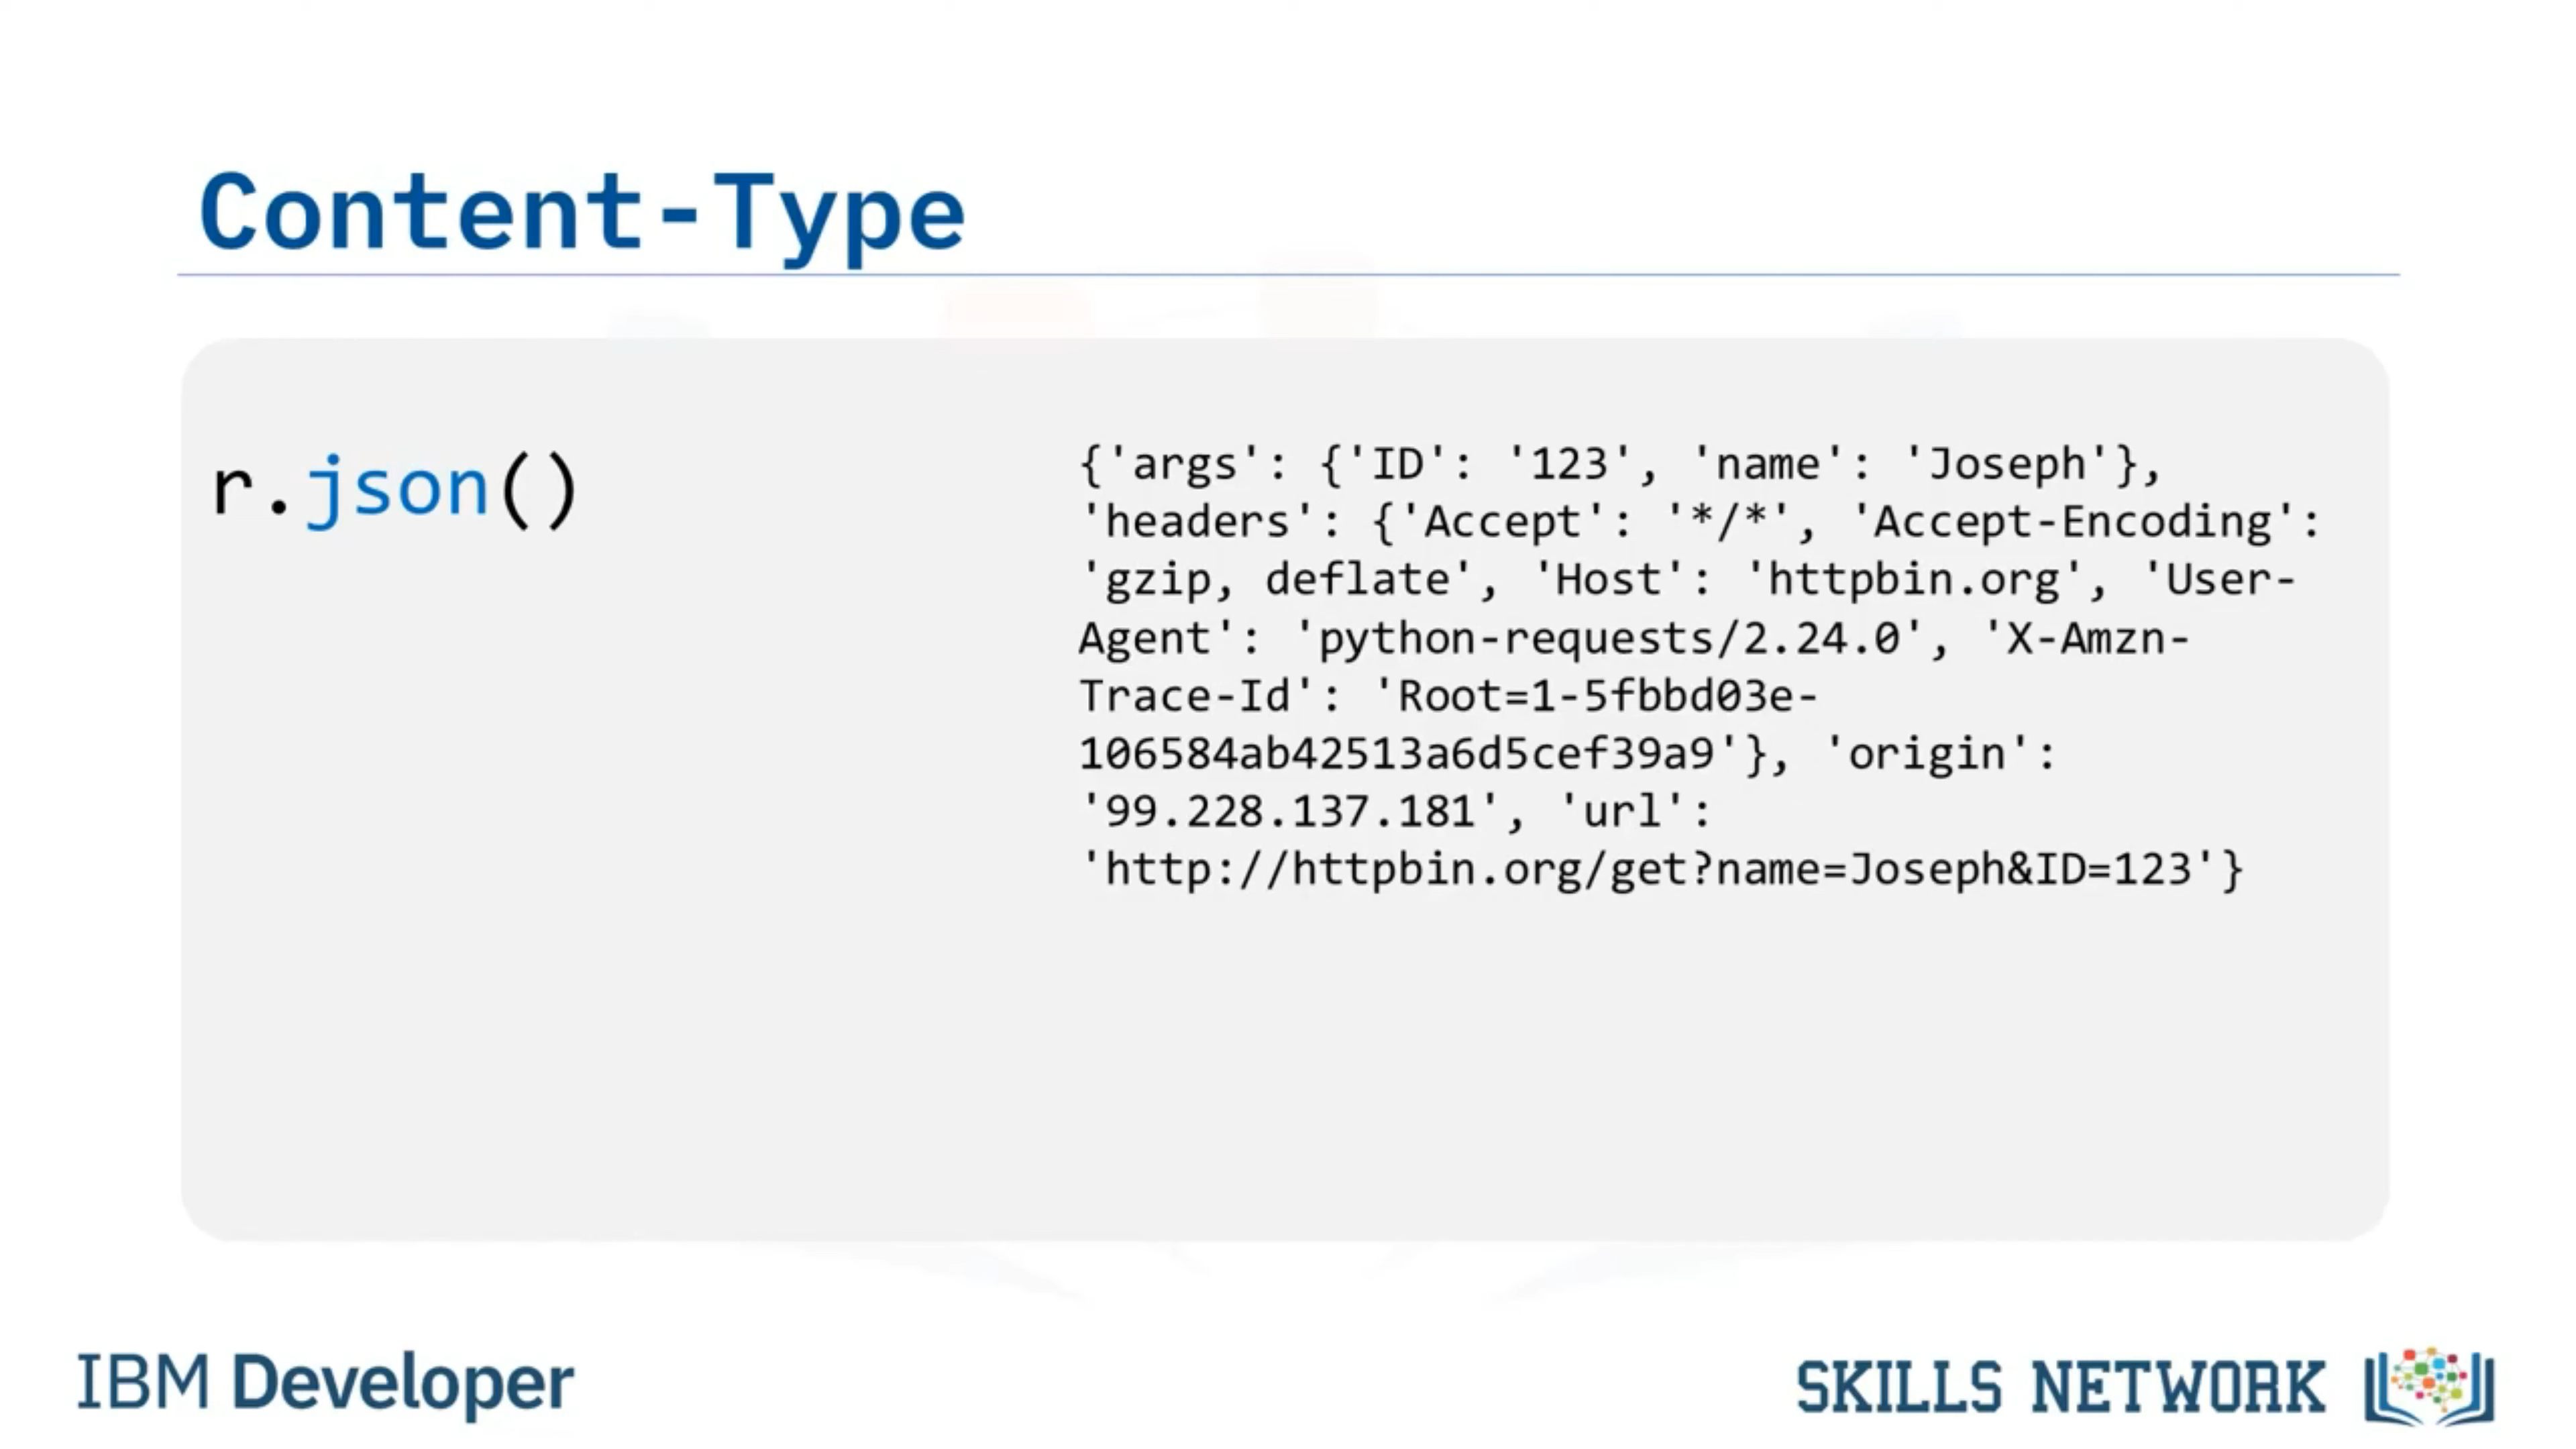 Content-Type
r.json()
{'args': {'ID': '123', 'name': 'Joseph'},
'headers': {'Accept': '*/*', 'Accept-Encoding':
'gzip, deflate', 'Host': 'httpbin.org', 'User-
Agent': 'python-requests/2.24.0', 'X-Amzn-
Trace-Id': 'Root=1-5fbbd03e-
106584ab42513a6d5cef39a9'}, 'origin':
'99.228.137.181', 'url':
'http://httpbin.org/get?name=Joseph&ID=123'}
IBM Developer
SKILLS NETWORK